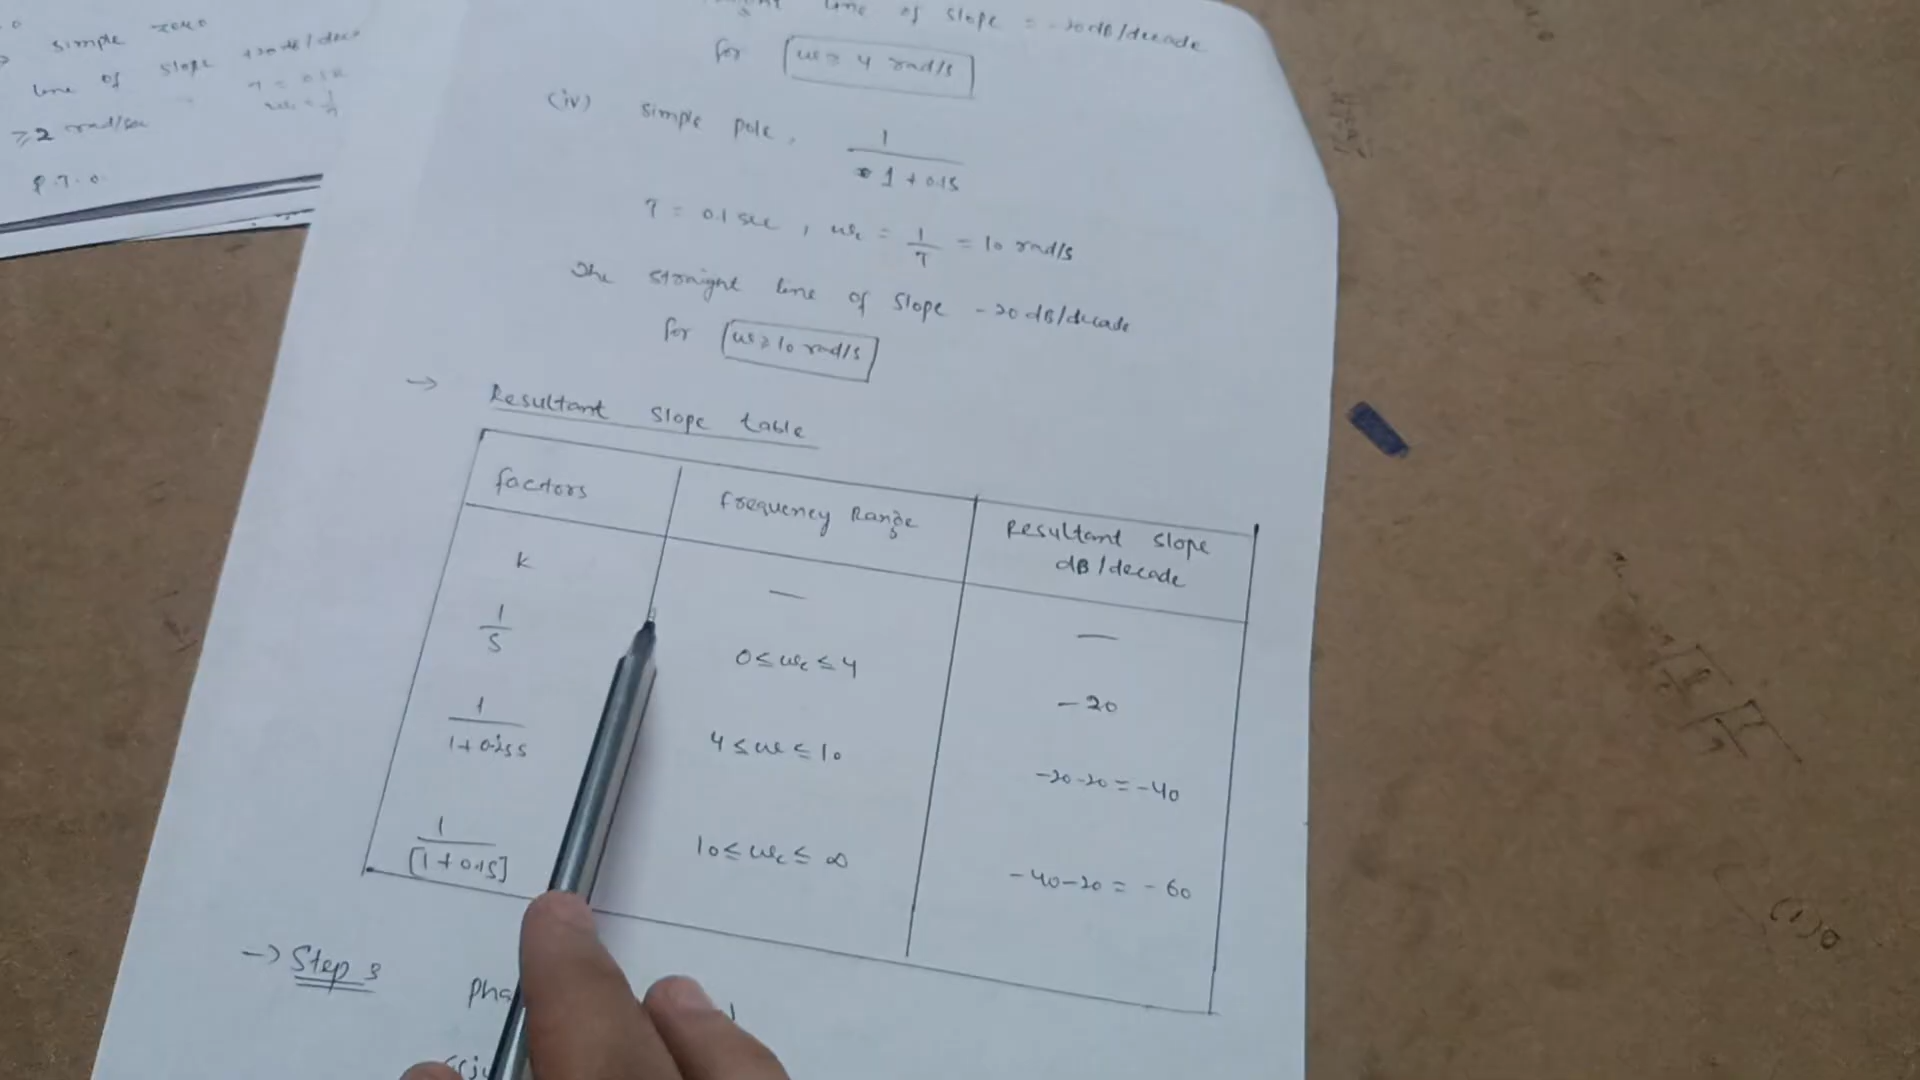 simple zero
line of slope +20 dB/dec
≥2 rad/sec
P.T.O.
line of slope = -20dB/decade
for ω≥ 4 rad/s
(iv) simple pole, 1/(1+0.1S)
T = 0.1 sec, ωc = 1/T = 10 rad/s
The straight line of slope -20 dB/decade
for ω≥10 rad/s
→ Resultant slope table
factors frequency Range Resultant slope dB/decade
K — —
1/S 0≤ωc≤4 -20
1/(1+0.25S) 4≤ω≤10 -20-20=-40
1/[1+0.1S] 10≤ωc≤∞ -40-20=-60
→ Step 3